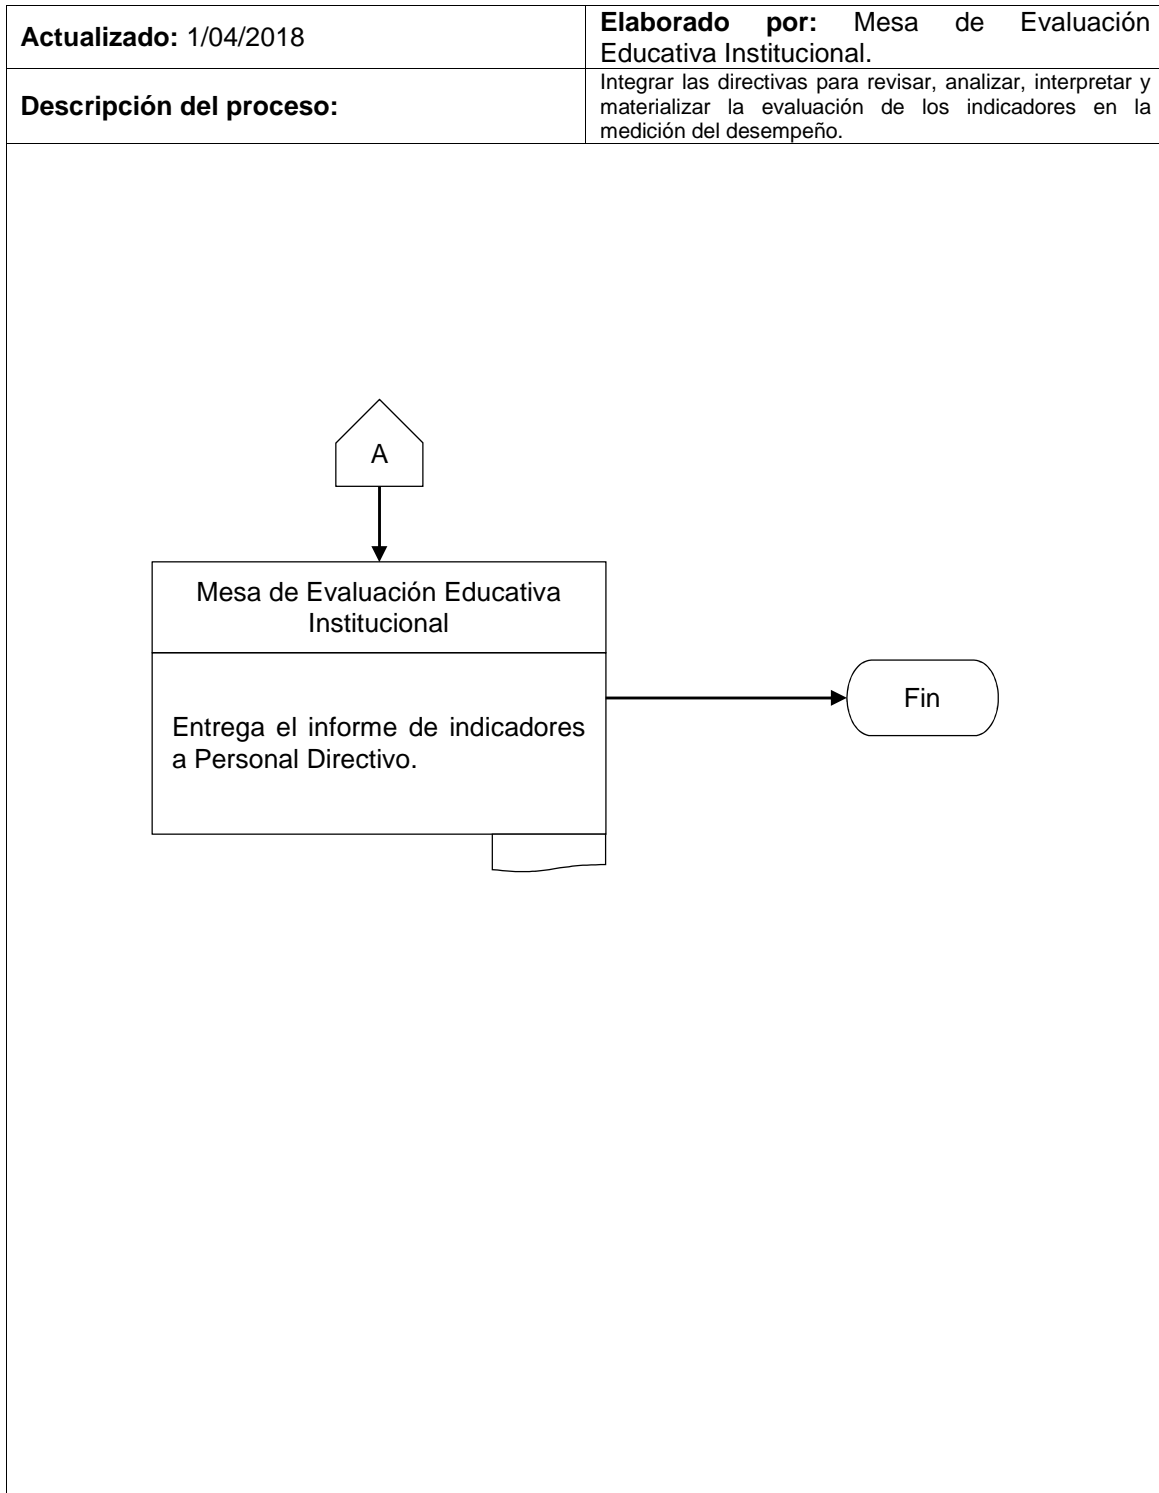 Actualizado: 1/04/2018
Elaborado por: Mesa de Evaluación
Educativa Institucional.
Descripción del proceso:
Integrar las directivas para revisar, analizar, interpretar y
materializar la evaluación de los indicadores en la
medición del desempeño.
A
Mesa de Evaluación Educativa
Institucional
Entrega el informe de indicadores
a Personal Directivo.
Fin